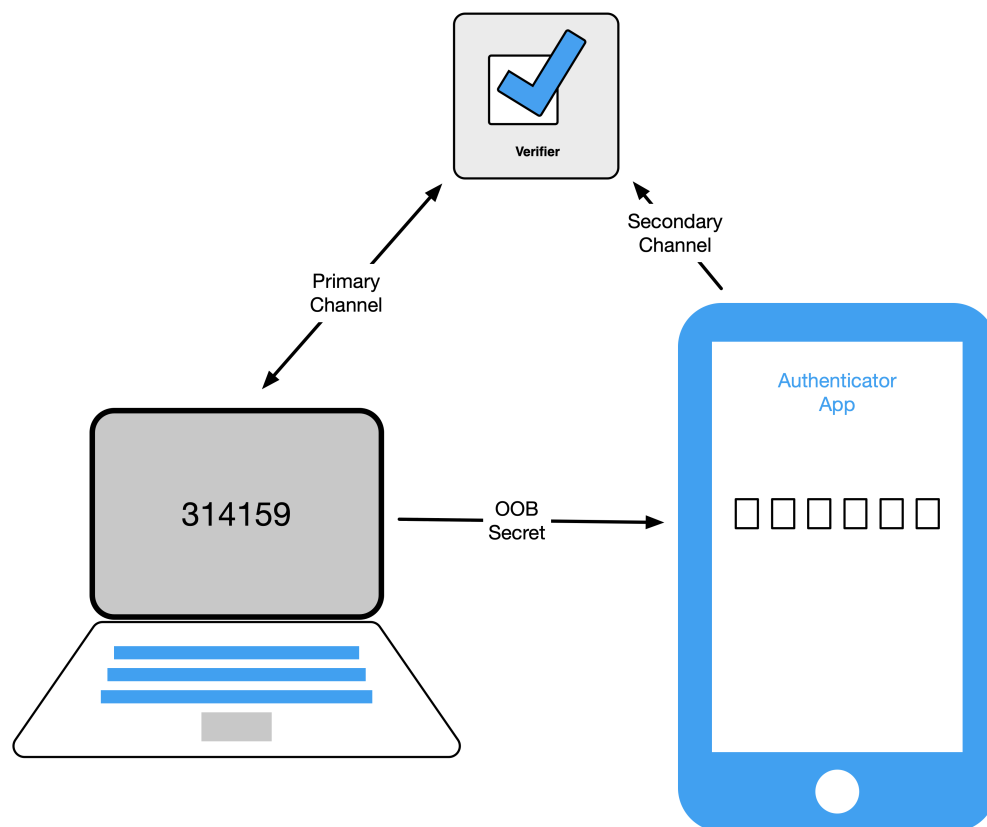 Verifier
Secondary
Channel
Primary
Channel
Authenticator
App
314159
OOB
Secret